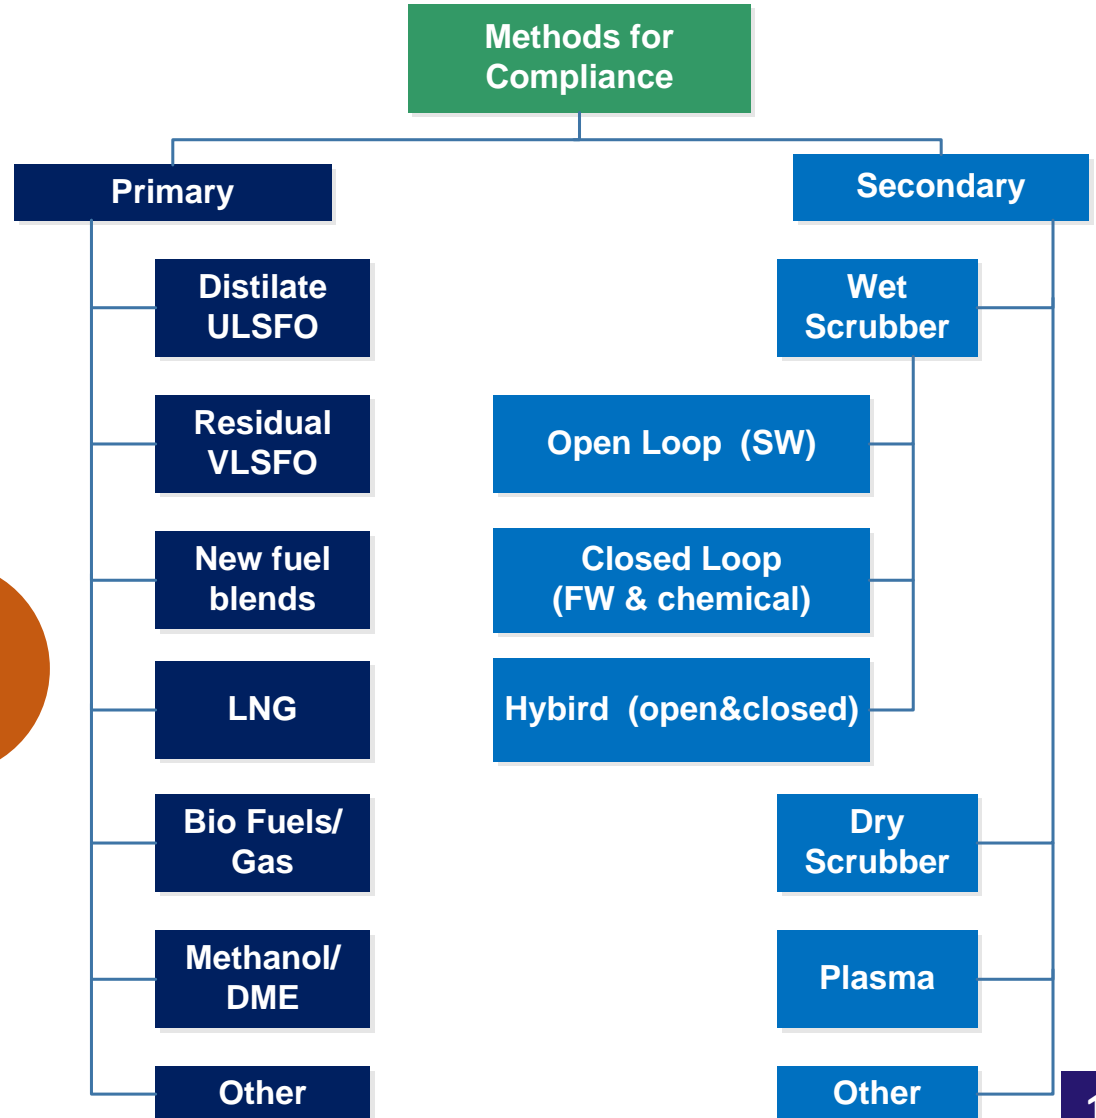 Methods for
Compliance
Primary
Distilate
ULSFO
Residual
VLSFO
New fuel
blends
LNG
Bio Fuels/
Gas
Methanol/
DME
Other
Secondary
Wet
Scrubber
Open Loop  (SW)
Closed Loop
(FW & chemical)
Hybird  (open&closed)
Dry
Scrubber
Plasma
Other